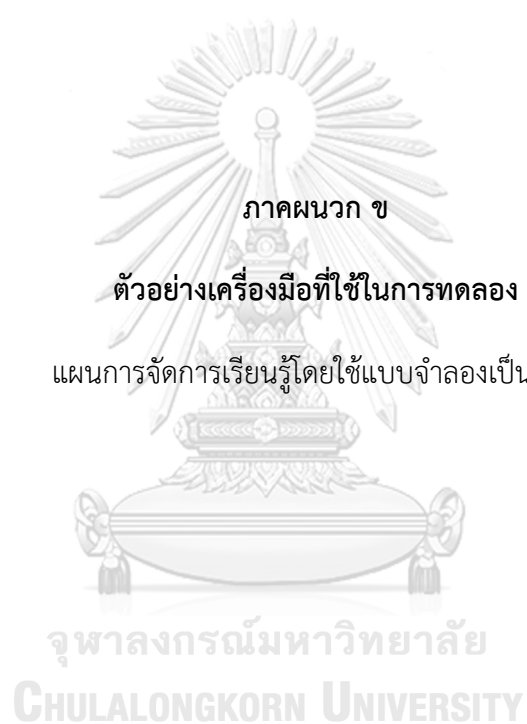 ภาคผนวก ข
ตัวอย่างเครื่องมือที่ใช้ในการทดลอง
แผนการจัดการเรียนรู้โดยใช้แบบจำลองเป็น
จุฬาลงกรณ์มหาวิทยาลัย
CHULALONGKORN UNIVERSITY